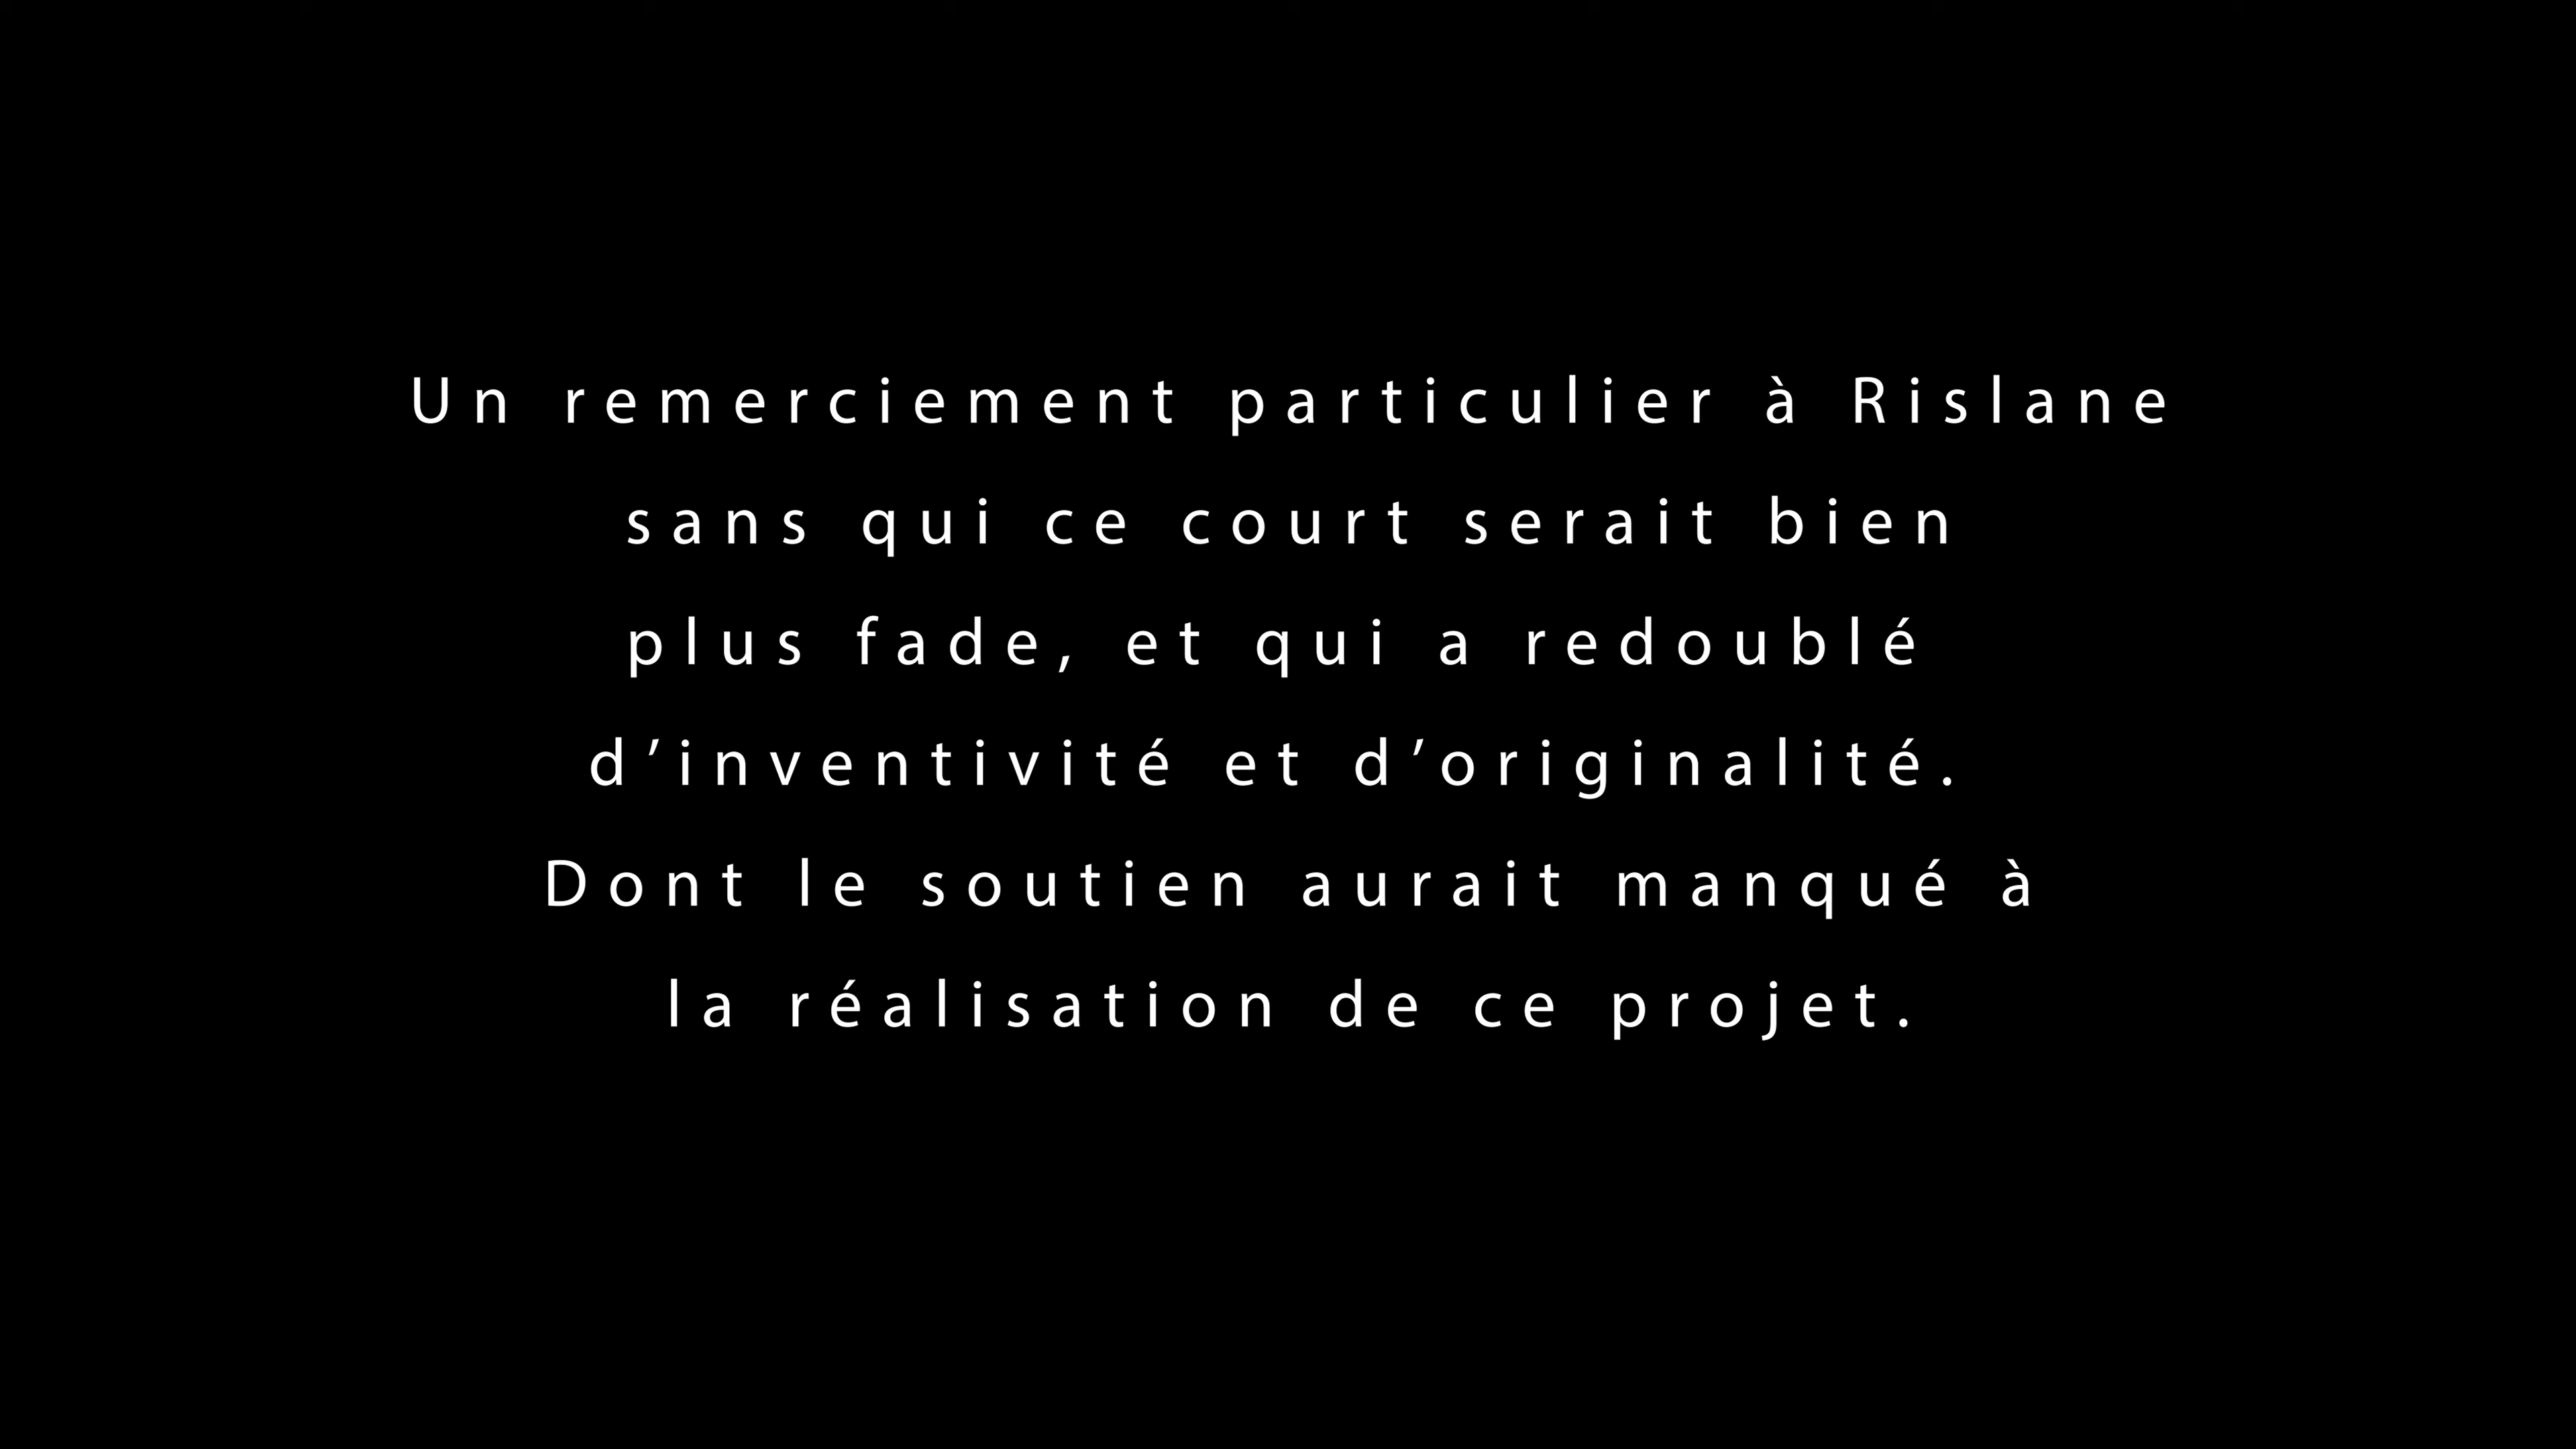 Un remerciement particulier à Rislane
sans qui ce court serait bien
plus fade, et qui a redoublé
d’inventivité et d’originalité.
Dont le soutien aurait manqué à
la réalisation de ce projet.